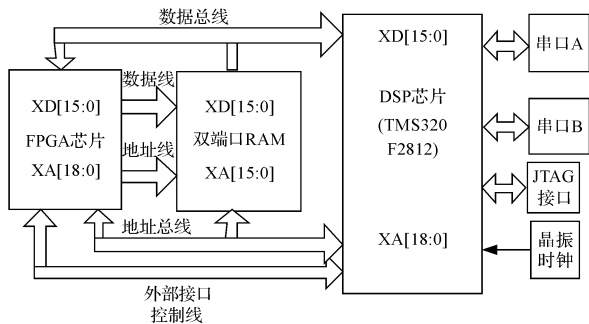 数据总线
XD[15:0]
FPGA芯片
XA[18:0]
数据线
地址线
XD[15:0]
双端口RAM
XA[15:0]
地址总线
外部接口
控制线
XD[15:0]
DSP芯片
(TMS320
F2812)
XA[18:0]
串口A
串口B
JTAG
接口
晶振
时钟